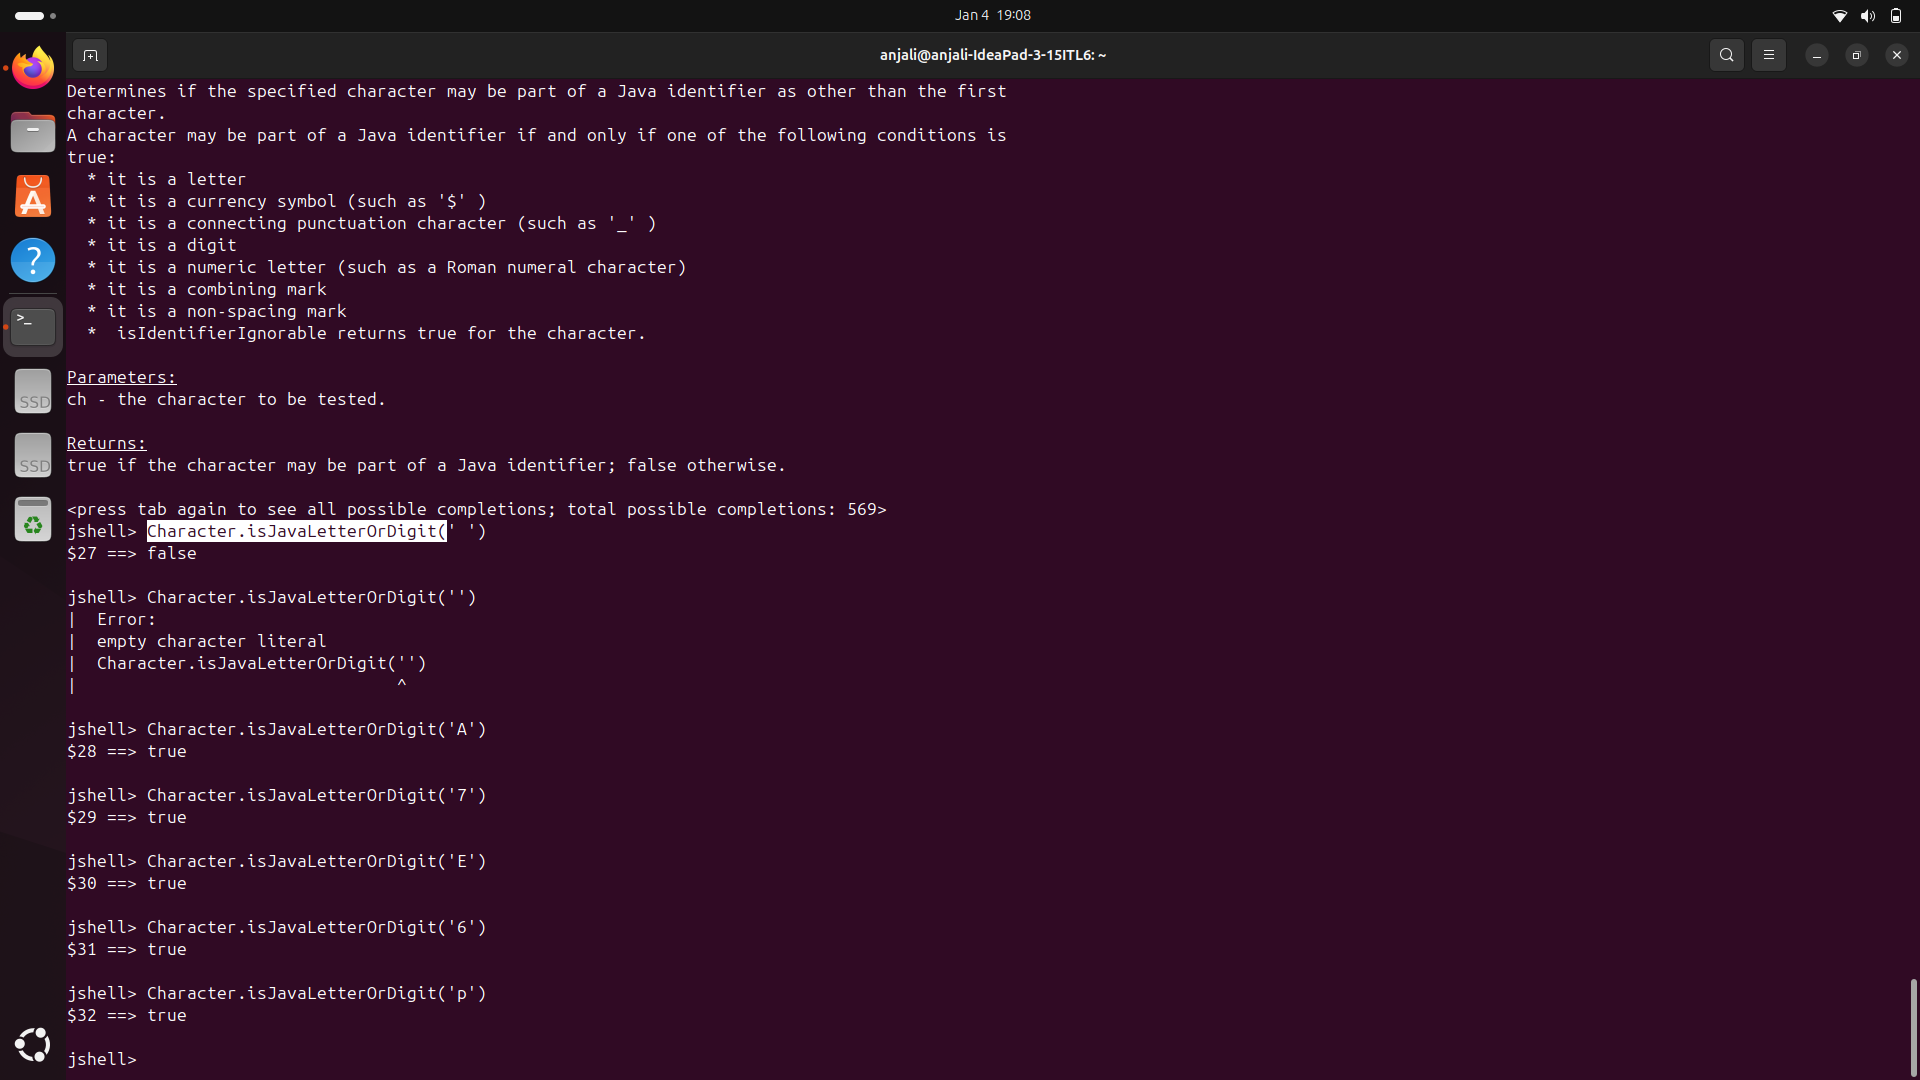 Jan 4 19:08
anjali@anjali-IdeaPad-3-15ITL6: ~
Determines if the specified character may be part of a Java identifier as other than the first
character.
A character may be part of a Java identifier if and only if one of the following conditions is
true:
  * it is a letter
  * it is a currency symbol (such as '$' )
  * it is a connecting punctuation character (such as '_' )
  * it is a digit
  * it is a numeric letter (such as a Roman numeral character)
  * it is a combining mark
  * it is a non-spacing mark
  *  isIdentifierIgnorable returns true for the character.
Parameters:
ch - the character to be tested.
Returns:
true if the character may be part of a Java identifier; false otherwise.
<press tab again to see all possible completions; total possible completions: 569>
jshell> Character.isJavaLetterOrDigit(' ')
$27 ==> false
jshell> Character.isJavaLetterOrDigit('')
|  Error:
|  empty character literal
|  Character.isJavaLetterOrDigit('')
|                                ^
jshell> Character.isJavaLetterOrDigit('A')
$28 ==> true
jshell> Character.isJavaLetterOrDigit('7')
$29 ==> true
jshell> Character.isJavaLetterOrDigit('E')
$30 ==> true
jshell> Character.isJavaLetterOrDigit('6')
$31 ==> true
jshell> Character.isJavaLetterOrDigit('p')
$32 ==> true
jshell>
>_
SSD
SSD